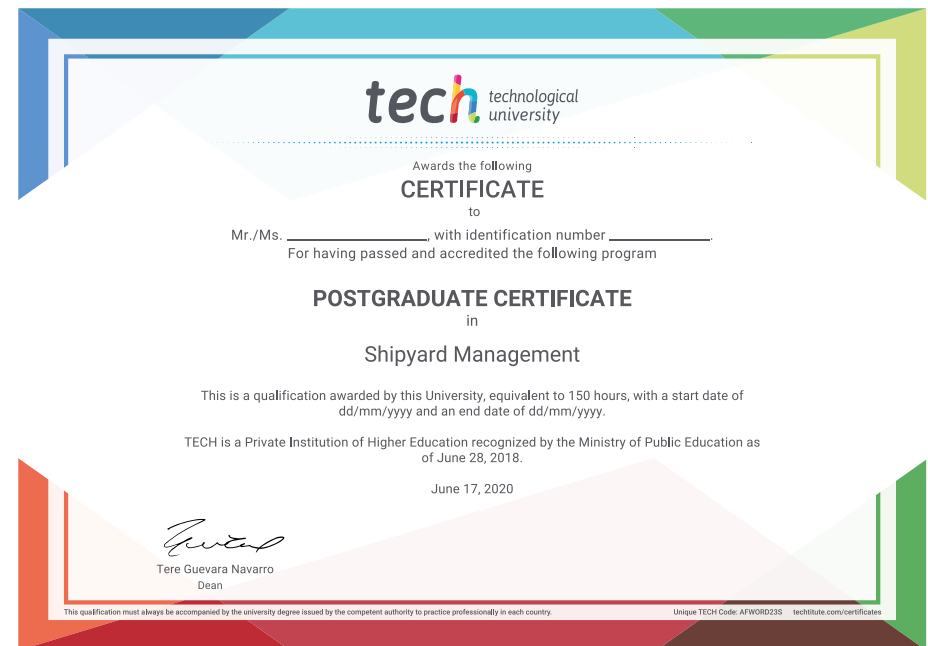 tech technological
university
Awards the following
CERTIFICATE
to
Mr./Ms. ____________________, with identification number ______________.
For having passed and accredited the following program
POSTGRADUATE CERTIFICATE
in
Shipyard Management
This is a qualification awarded by this University, equivalent to 150 hours, with a start date of
dd/mm/yyyy and an end date of dd/mm/yyyy.
TECH is a Private Institution of Higher Education recognized by the Ministry of Public Education as
of June 28, 2018.
June 17, 2020
Tere Guevara Navarro
Dean
This qualification must always be accompanied by the university degree issued by the competent authority to practice professionally in each country.
Unique TECH Code: AFWORD23S techtitute.com/certificates